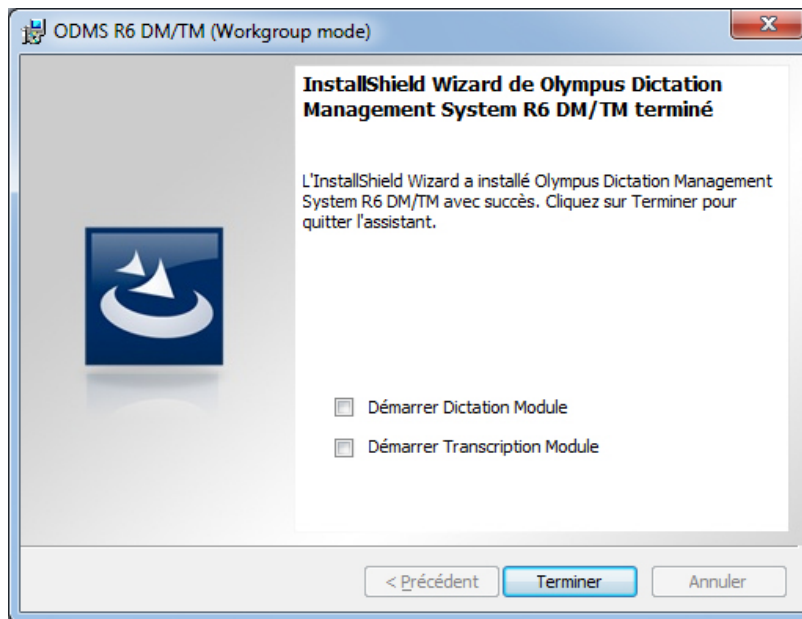 ODMS R6 DM/TM (Workgroup mode)
InstallShield Wizard de Olympus Dictation
Management System R6 DM/TM terminé
L'InstallShield Wizard a installé Olympus Dictation Management
System R6 DM/TM avec succès. Cliquez sur Terminer pour
quitter l'assistant.
Démarrer Dictation Module
Démarrer Transcription Module
< Précédent
Terminer
Annuler